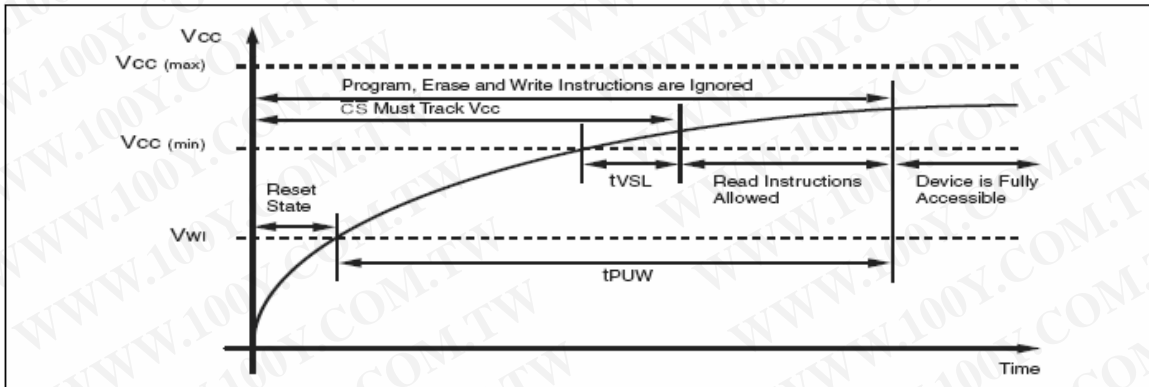 Vcc
Vcc (max)
Program, Erase and Write Instructions are Ignored
CS Must Track Vcc
Vcc (min)
Reset
State
tVSL
Read Instructions
Allowed
Device is Fully
Accessible
VWI
tPUW
Time
WWW.100Y.COM.TW